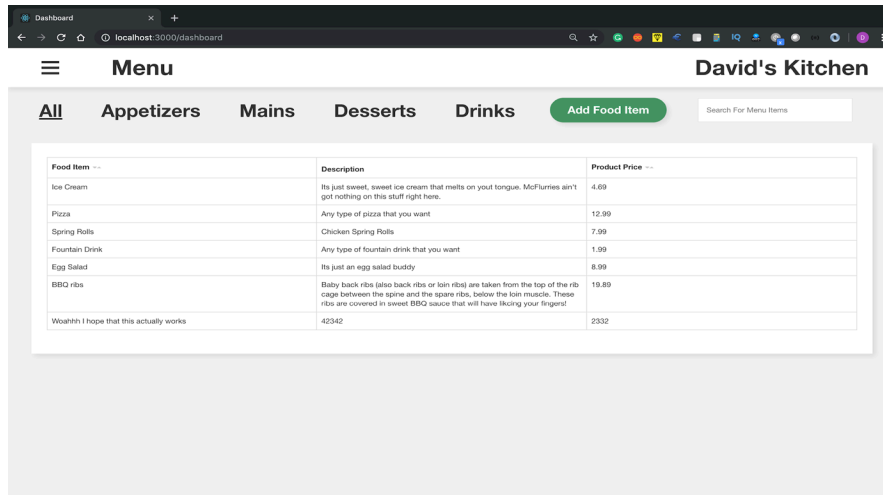 Dashboard
localhost:3000/dashboard
Menu
David's Kitchen
All Appetizers Mains Desserts Drinks Add Food Item Search For Menu Items
Food Item Description Product Price
Ice Cream Its just sweet, sweet ice cream that melts on yout tongue. McFlurries ain't 4.69
got nothing on this stuff right here.
Pizza Any type of pizza that you want 12.99
Spring Rolls Chicken Spring Rolls 7.99
Fountain Drink Any type of fountain drink that you want 1.99
Egg Salad Its just an egg salad buddy 8.99
BBQ ribs Baby back ribs (also back ribs or loin ribs) are taken from the top of the rib 19.89
cage between the spine and the spare ribs, below the loin muscle. These
ribs are covered in sweet BBQ sauce that will have likcing your fingers!
Woahhh I hope that this actually works 42342 2332